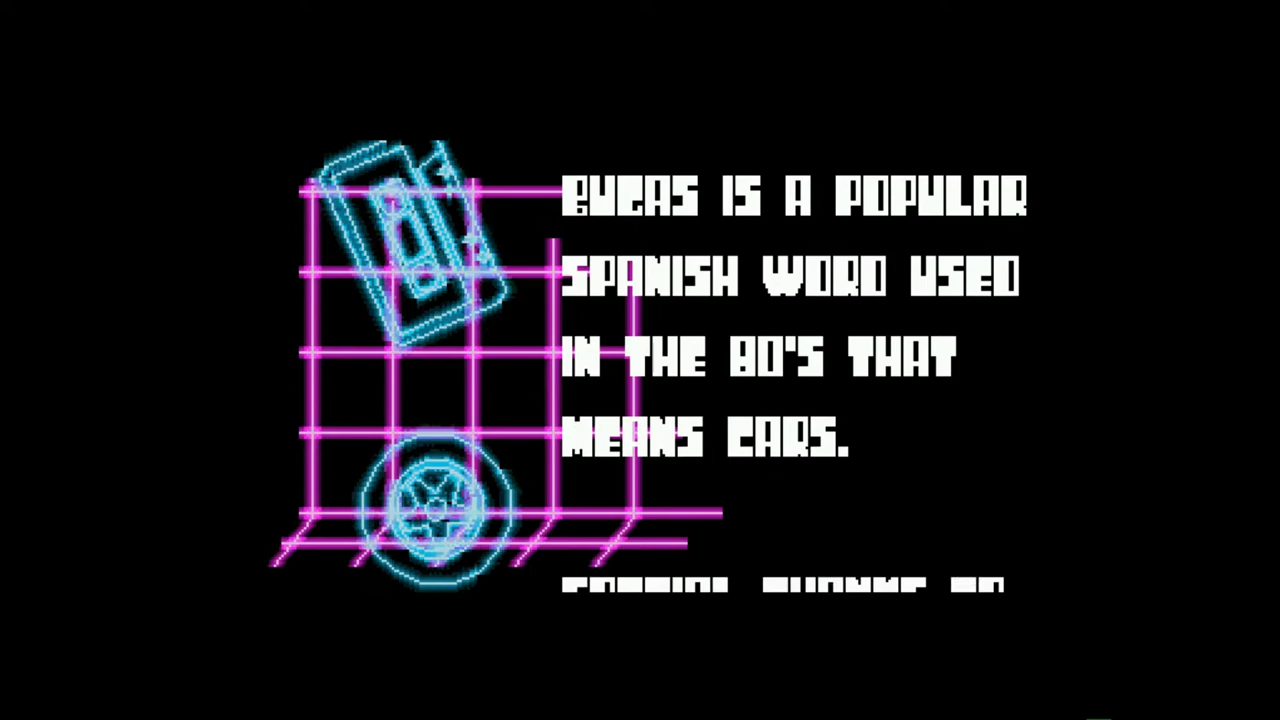 BUGAS IS A POPULAR
SPANISH WORD USED
IN THE 80'S THAT
MEANS CARS.